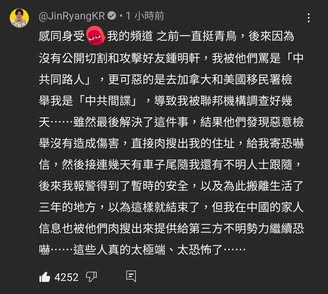 @JinRyangKR · 1 小時前
感同身受 我的頻道 之前一直挺青鳥，後來因為
沒有公開切割和攻擊好友鍾明軒，我被他們罵是「中
共同路人」，更可惡的是去加拿大和美國移民署檢
舉我是「中共間諜」，導致我被聯邦機構調查好幾
天⋯⋯雖然最後解決了這件事，結果他們發現惡意檢
舉沒有造成傷害，直接肉搜出我的住址，給我寄恐嚇
信，然後接連幾天有車子尾隨我還有不明人士跟隨，
後來我報警得到了暫時的安全，以及為此搬離生活了
三年的地方，以為這樣就結束了，但我在中國的家人
信息也被他們肉搜出來提供給第三方不明勢力繼續恐
嚇⋯⋯這些人真的太極端、太恐怖了⋯⋯
4252